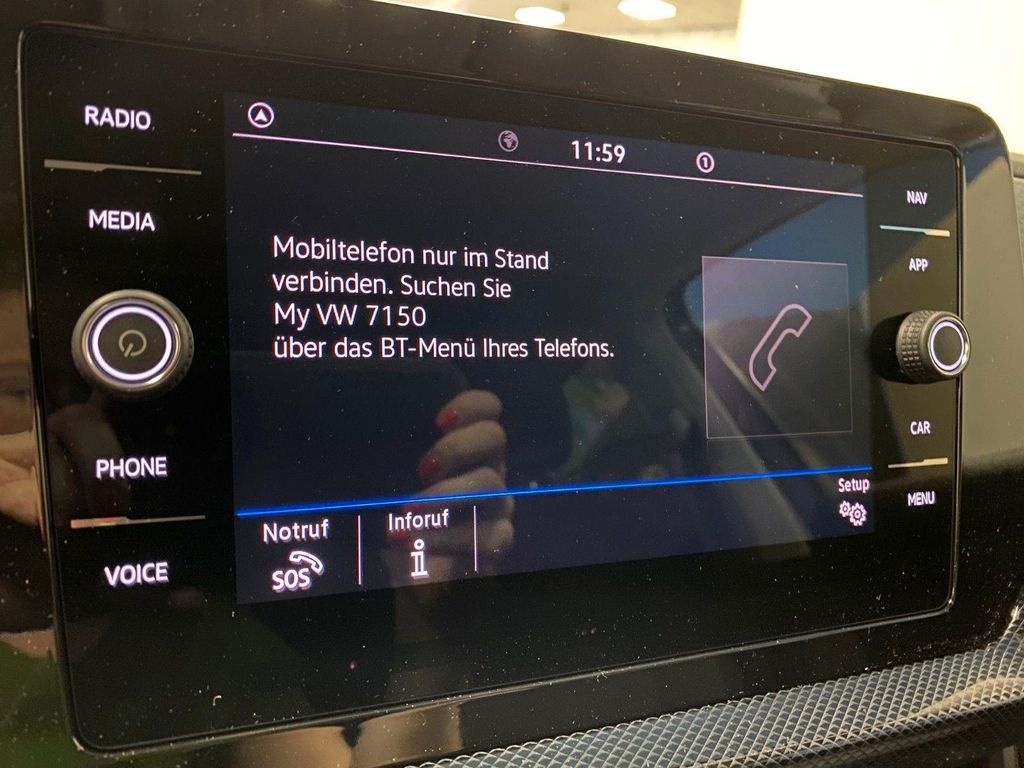 RADIO
MEDIA
PHONE
VOICE
11:59
1
Mobiltelefon nur im Stand
verbinden. Suchen Sie
My VW 7150
über das BT-Menü Ihres Telefons.
Notruf
SOS
Inforuf
i
Setup
NAV
APP
CAR
MENU